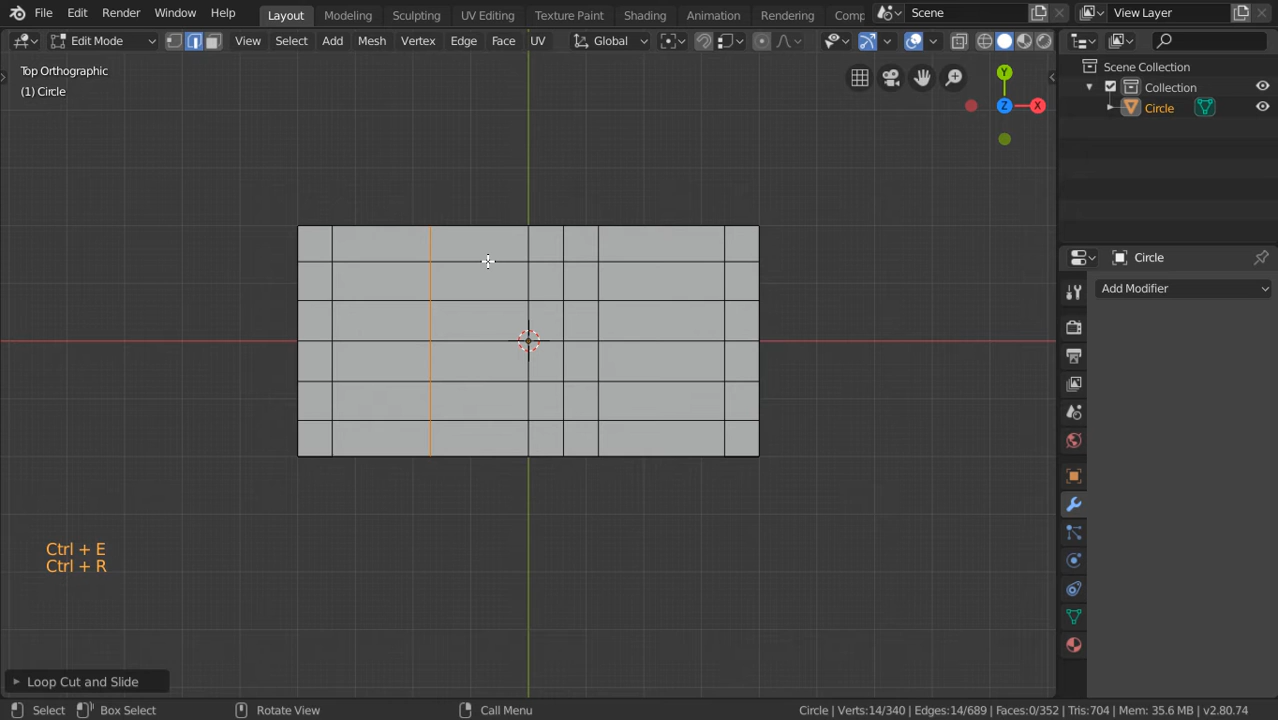 File Edit Render Window Help Layout Modeling Sculpting UV Editing Texture Paint Shading Animation Rendering Comp Scene View Layer
Edit Mode View Select Add Mesh Vertex Edge Face UV Global
Top Orthographic
(1) Circle
Y
Z
X
Scene Collection
Collection
Circle
Circle
Add Modifier
Ctrl + E
Ctrl + R
Loop Cut and Slide
Select Box Select Rotate View Call Menu Circle | Verts:14/340 | Edges:14/689 | Faces:0/352 | Tris:704 | Mem: 35.6 MB | v2.80.74